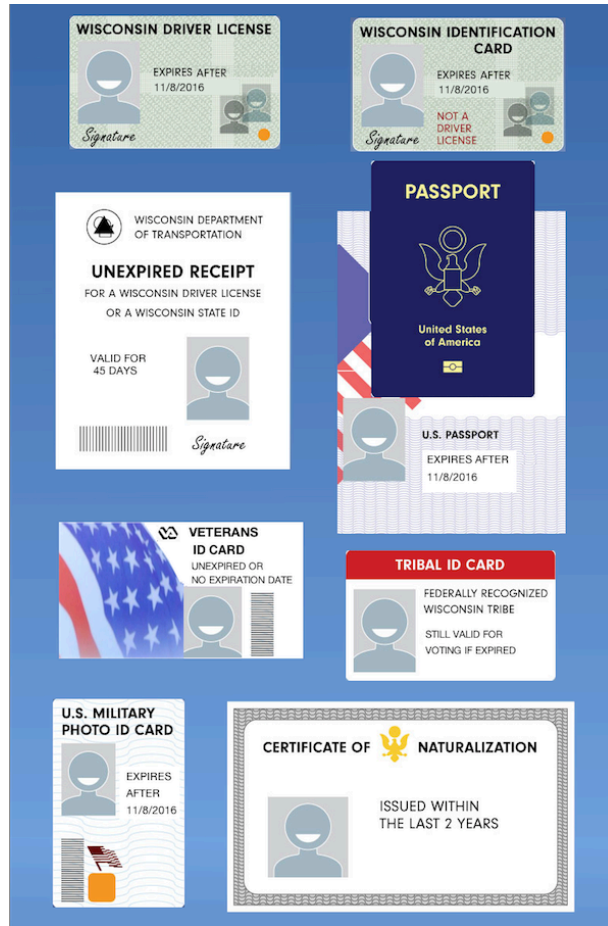 WISCONSIN DRIVER LICENSE
EXPIRES AFTER
11/8/2016
Signature
WISCONSIN IDENTIFICATION
CARD
EXPIRES AFTER
11/8/2016
NOT A
DRIVER
LICENSE
Signature
WISCONSIN DEPARTMENT
OF TRANSPORTATION
UNEXPIRED RECEIPT
FOR A WISCONSIN DRIVER LICENSE
OR A WISCONSIN STATE ID
VALID FOR
45 DAYS
Signature
PASSPORT
United States
of America
U.S. PASSPORT
EXPIRES AFTER
11/8/2016
VETERANS
ID CARD
UNEXPIRED OR
NO EXPIRATION DATE
TRIBAL ID CARD
FEDERALLY RECOGNIZED
WISCONSIN TRIBE
STILL VALID FOR
VOTING IF EXPIRED
U.S. MILITARY
PHOTO ID CARD
EXPIRES
AFTER
11/8/2016
CERTIFICATE OF NATURALIZATION
ISSUED WITHIN
THE LAST 2 YEARS